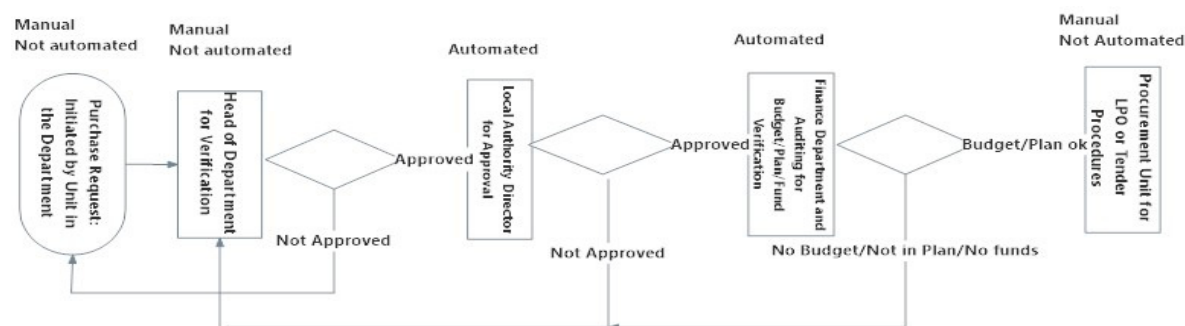 Manual
Not automated
Purchase Request:
Initiated by Unit in
the Department
Manual
Not automated
Head of Department
for Verification
Approved
Not Approved
Automated
Local Authority Director
for Approval
Approved
Not Approved
Automated
Finance Department and
Auditing for
Budget/Plan/Fund
Verification
Budget/Plan ok
No Budget/Not in Plan/No funds
Manual
Not Automated
Procurement Unit for
LPO or Tender
Procedures